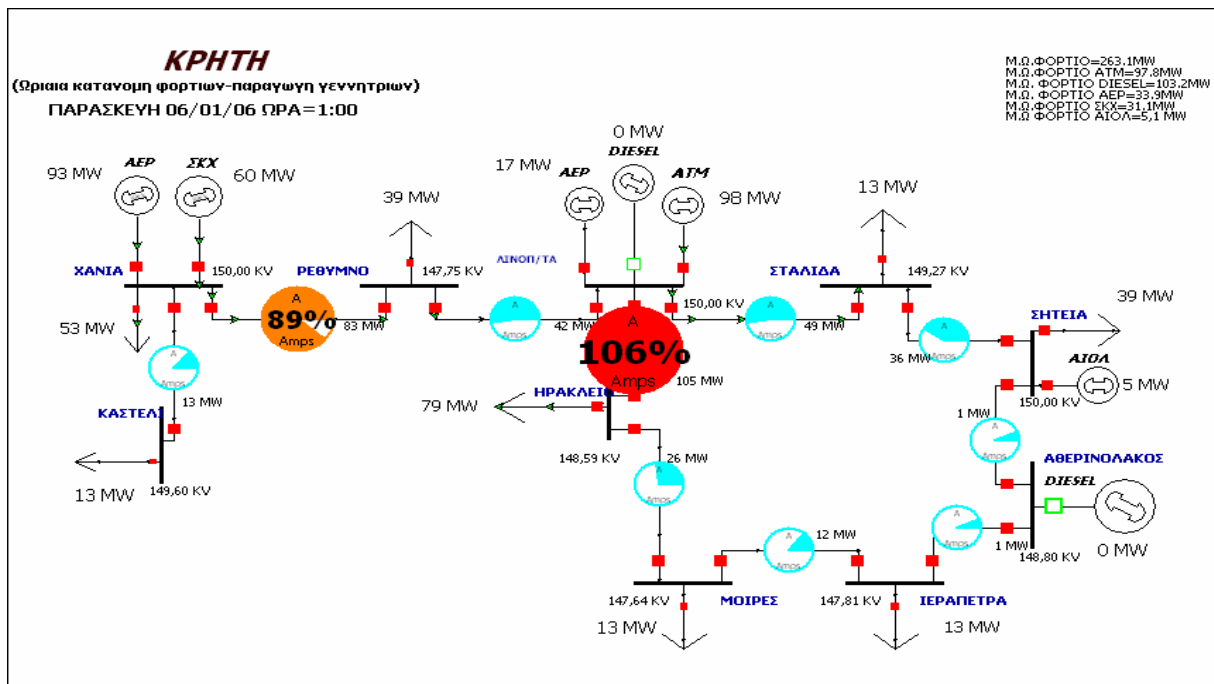 ΚΡΗΤΗ
(Ωριαια κατανομη φορτιων-παραγωγη γεννητριων)
ΠΑΡΑΣΚΕΥΗ 06/01/06 ΩΡΑ=1:00
Μ.Ω.ΦΟΡΤΙΟ=263.1MW
Μ.Ω.ΦΟΡΤΙΟ ΑΤΜ=97.8MW
Μ.Ω.ΦΟΡΤΙΟ DIESEL=103.2MW
Μ.Ω.ΦΟΡΤΙΟ ΑΕΡ=33.9MW
Μ.Ω. ΦΟΡΤΙΟ ΣΚΧ=31,1MW
Μ.Ω ΦΟΡΤΙΟ ΑΙΟΛ=5,1 MW
0 MW
DIESEL
93 MW
ΑΕΡ
ΣΚΧ
60 MW
17 MW
ΑΕΡ
ΑΤΜ
98 MW
39 MW
13 MW
ΧΑΝΙΑ
150,00 KV
ΡΕΘΥΜΝΟ
147,75 KV
ΛΙΝΟΠ/ΤΑ
150,00 KV
ΣΤΑΛΙΔΑ
149,27 KV
39 MW
53 MW
A
89%
Amps
83 MW
42 MW
A
106%
Amps
105 MW
49 MW
36 MW
ΣΗΤΕΙΑ
ΑΙΟΛ
5 MW
150,00 KV
A
Amps
13 MW
ΚΑΣΤΕΛΙ
13 MW
149,60 KV
79 MW
ΗΡΑΚΛΕΙΟ
148,59 KV
26 MW
A
Amps
1 MW
A
Amps
ΑΘΕΡΙΝΟΛΑΚΟΣ
DIESEL
0 MW
148,80 KV
1 MW
A
Amps
12 MW
A
Amps
147,64 KV
ΜΟΙΡΕΣ
147,81 KV
ΙΕΡΑΠΕΤΡΑ
13 MW
13 MW